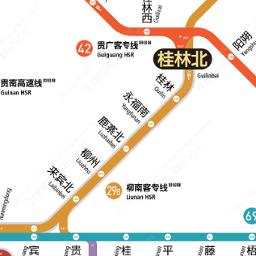 桂林西
阳朔
42
贵广客专线
Guiguang HSR
桂林北
Guilinbei
贵南高速线
Guinan HSR
桂林
Guilin
永福南
Yongfunan
鹿寨北
Luzhaibei
柳州
Liuzhou
来宾北
Laibinbei
29B
柳南客专线
Liunan HSR
69
宾
贵
桂
平
藤
梧